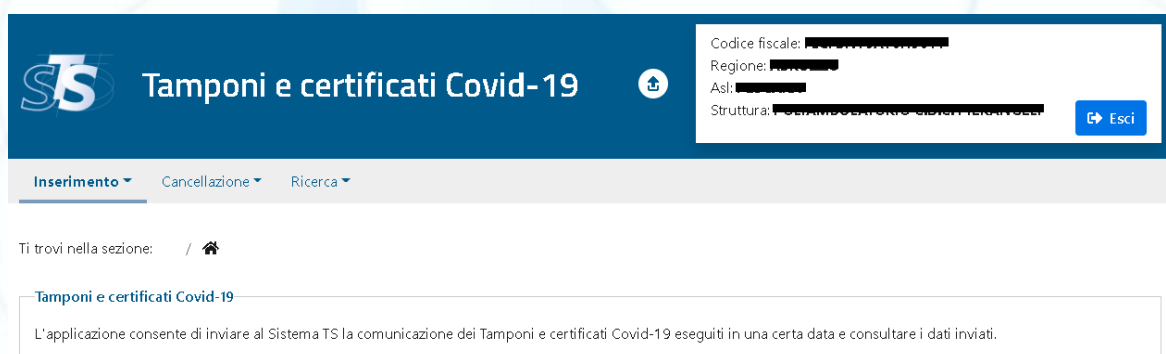 Codice fiscale:
Regione:
STS Tamponi e certificati Covid-19
Asl:
Struttura:
Esci
Inserimento Cancellazione Ricerca
Ti trovi nella sezione: /
Tamponi e certificati Covid-19
L'applicazione consente di inviare al Sistema TS la comunicazione dei Tamponi e certificati Covid-19 eseguiti in una certa data e consultare i dati inviati.